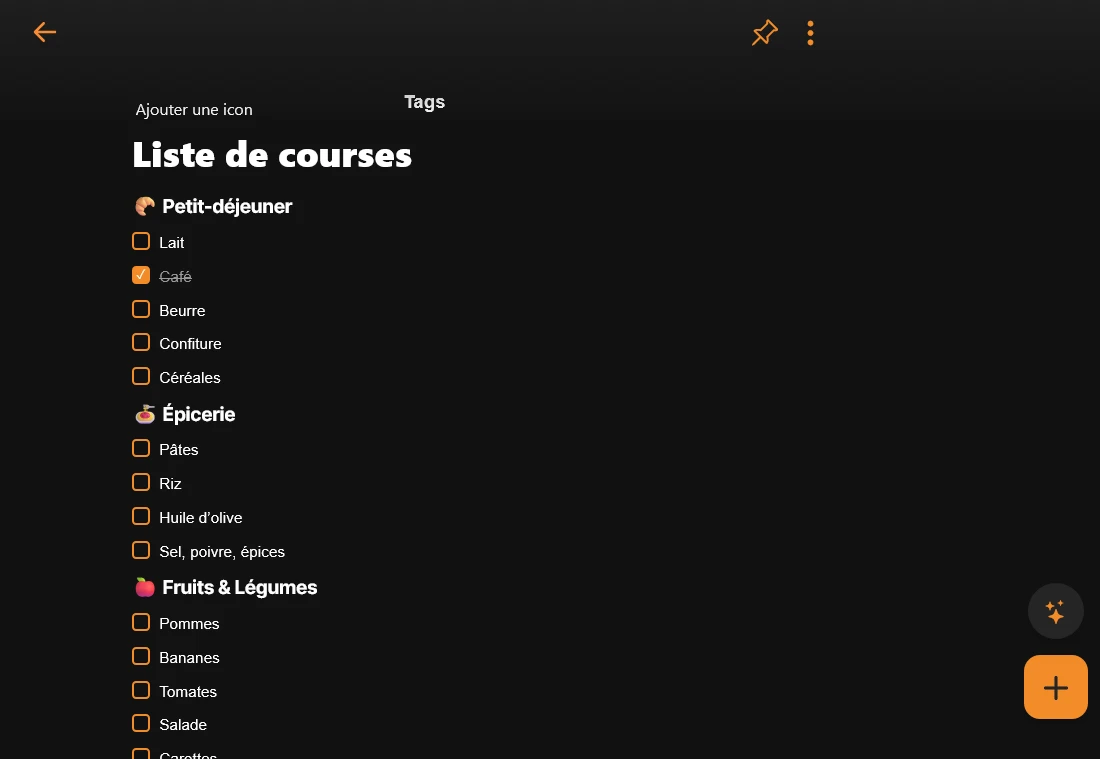 Tags
Ajouter une icon
Liste de courses
Petit-déjeuner
Lait
Café
Beurre
Confiture
Céréales
Épicerie
Pâtes
Riz
Huile d’olive
Sel, poivre, épices
Fruits & Légumes
Pommes
Bananes
Tomates
Salade
Carottes